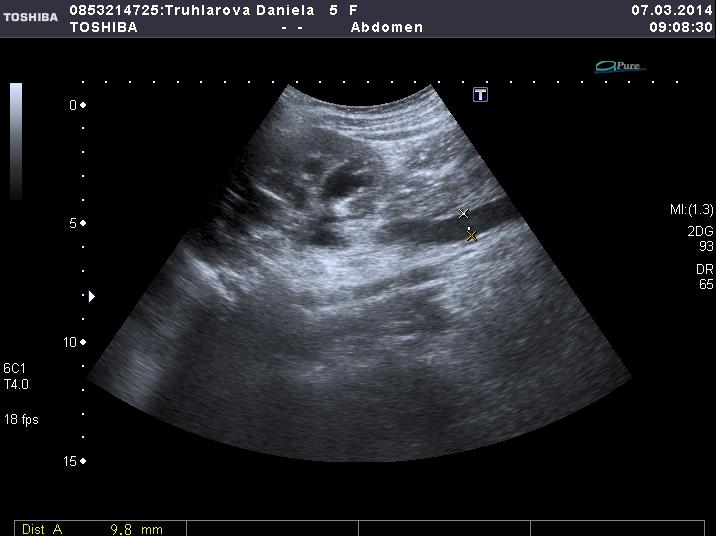 TOSHIBA
0853214725:Truhlarova Daniela 5 F
07.03.2014
TOSHIBA - - Abdomen
09:08:30
aPure
T
0
5
10
15
MI:(1.3)
2DG
93
DR
65
6C1
T4.0
18 fps
Dist A 9.8 mm